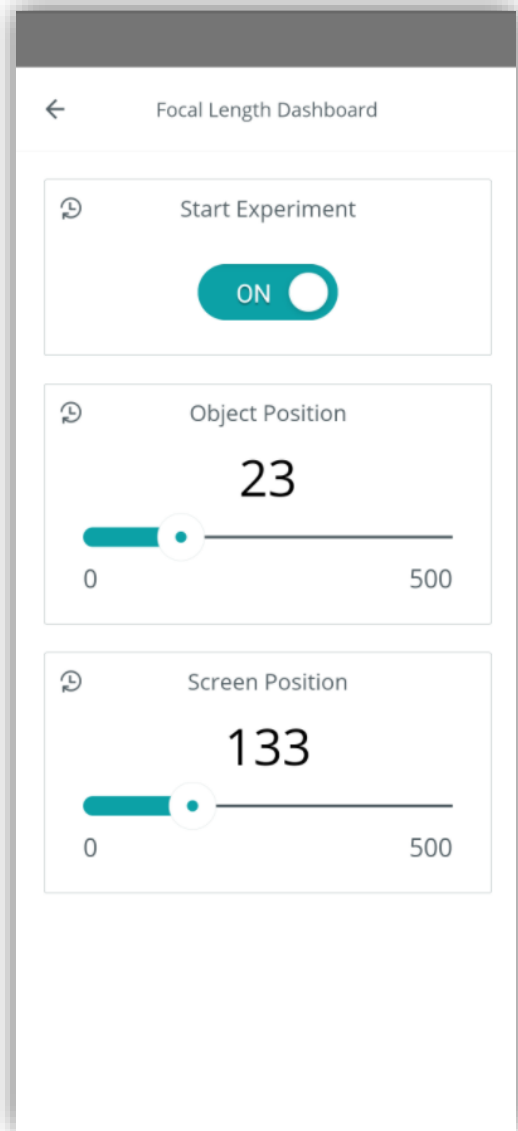 Focal Length Dashboard
Start Experiment
ON
Object Position
23
0 500
Screen Position
133
0 500